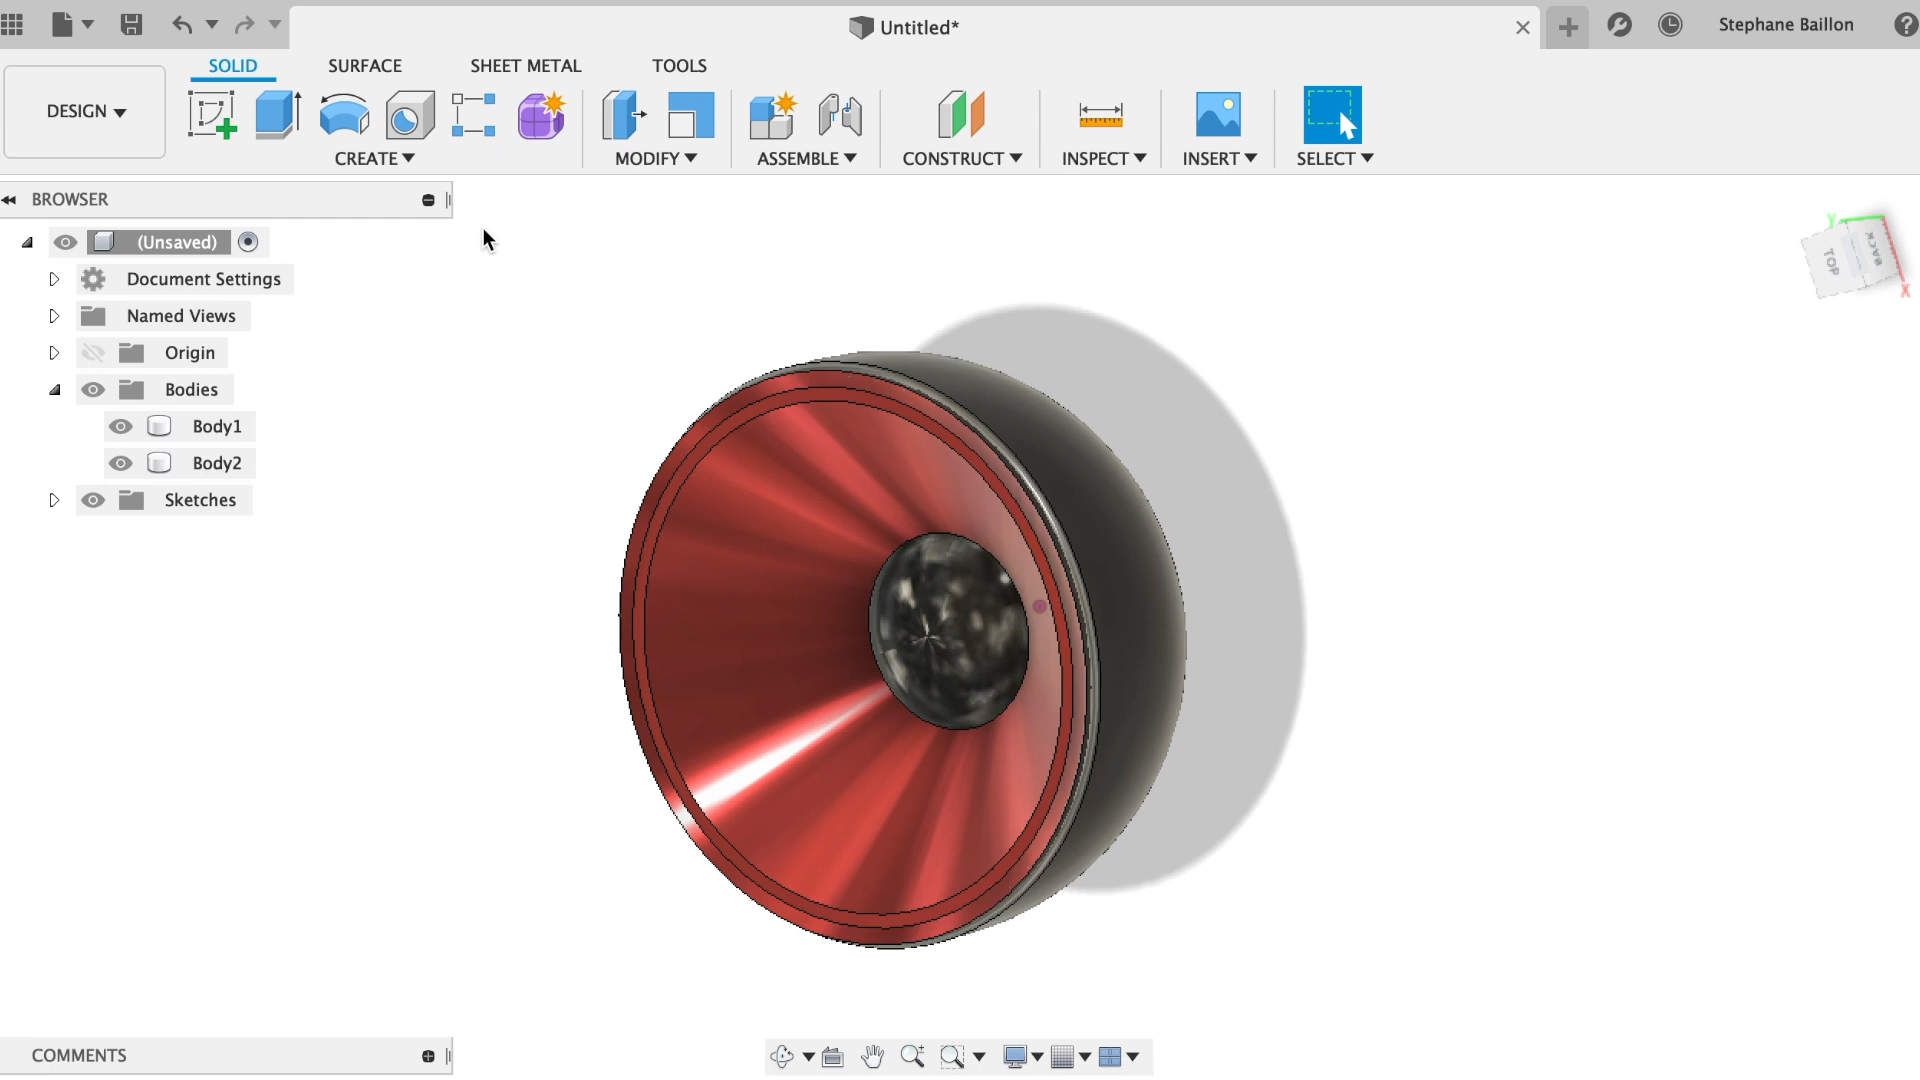 Untitled*
Stephane Baillon
SOLID SURFACE SHEET METAL TOOLS
DESIGN
CREATE MODIFY ASSEMBLE CONSTRUCT INSPECT INSERT SELECT
BROWSER
(Unsaved)
Document Settings
Named Views
Origin
Bodies
Body1
Body2
Sketches
Y
TOP BACK
X
COMMENTS